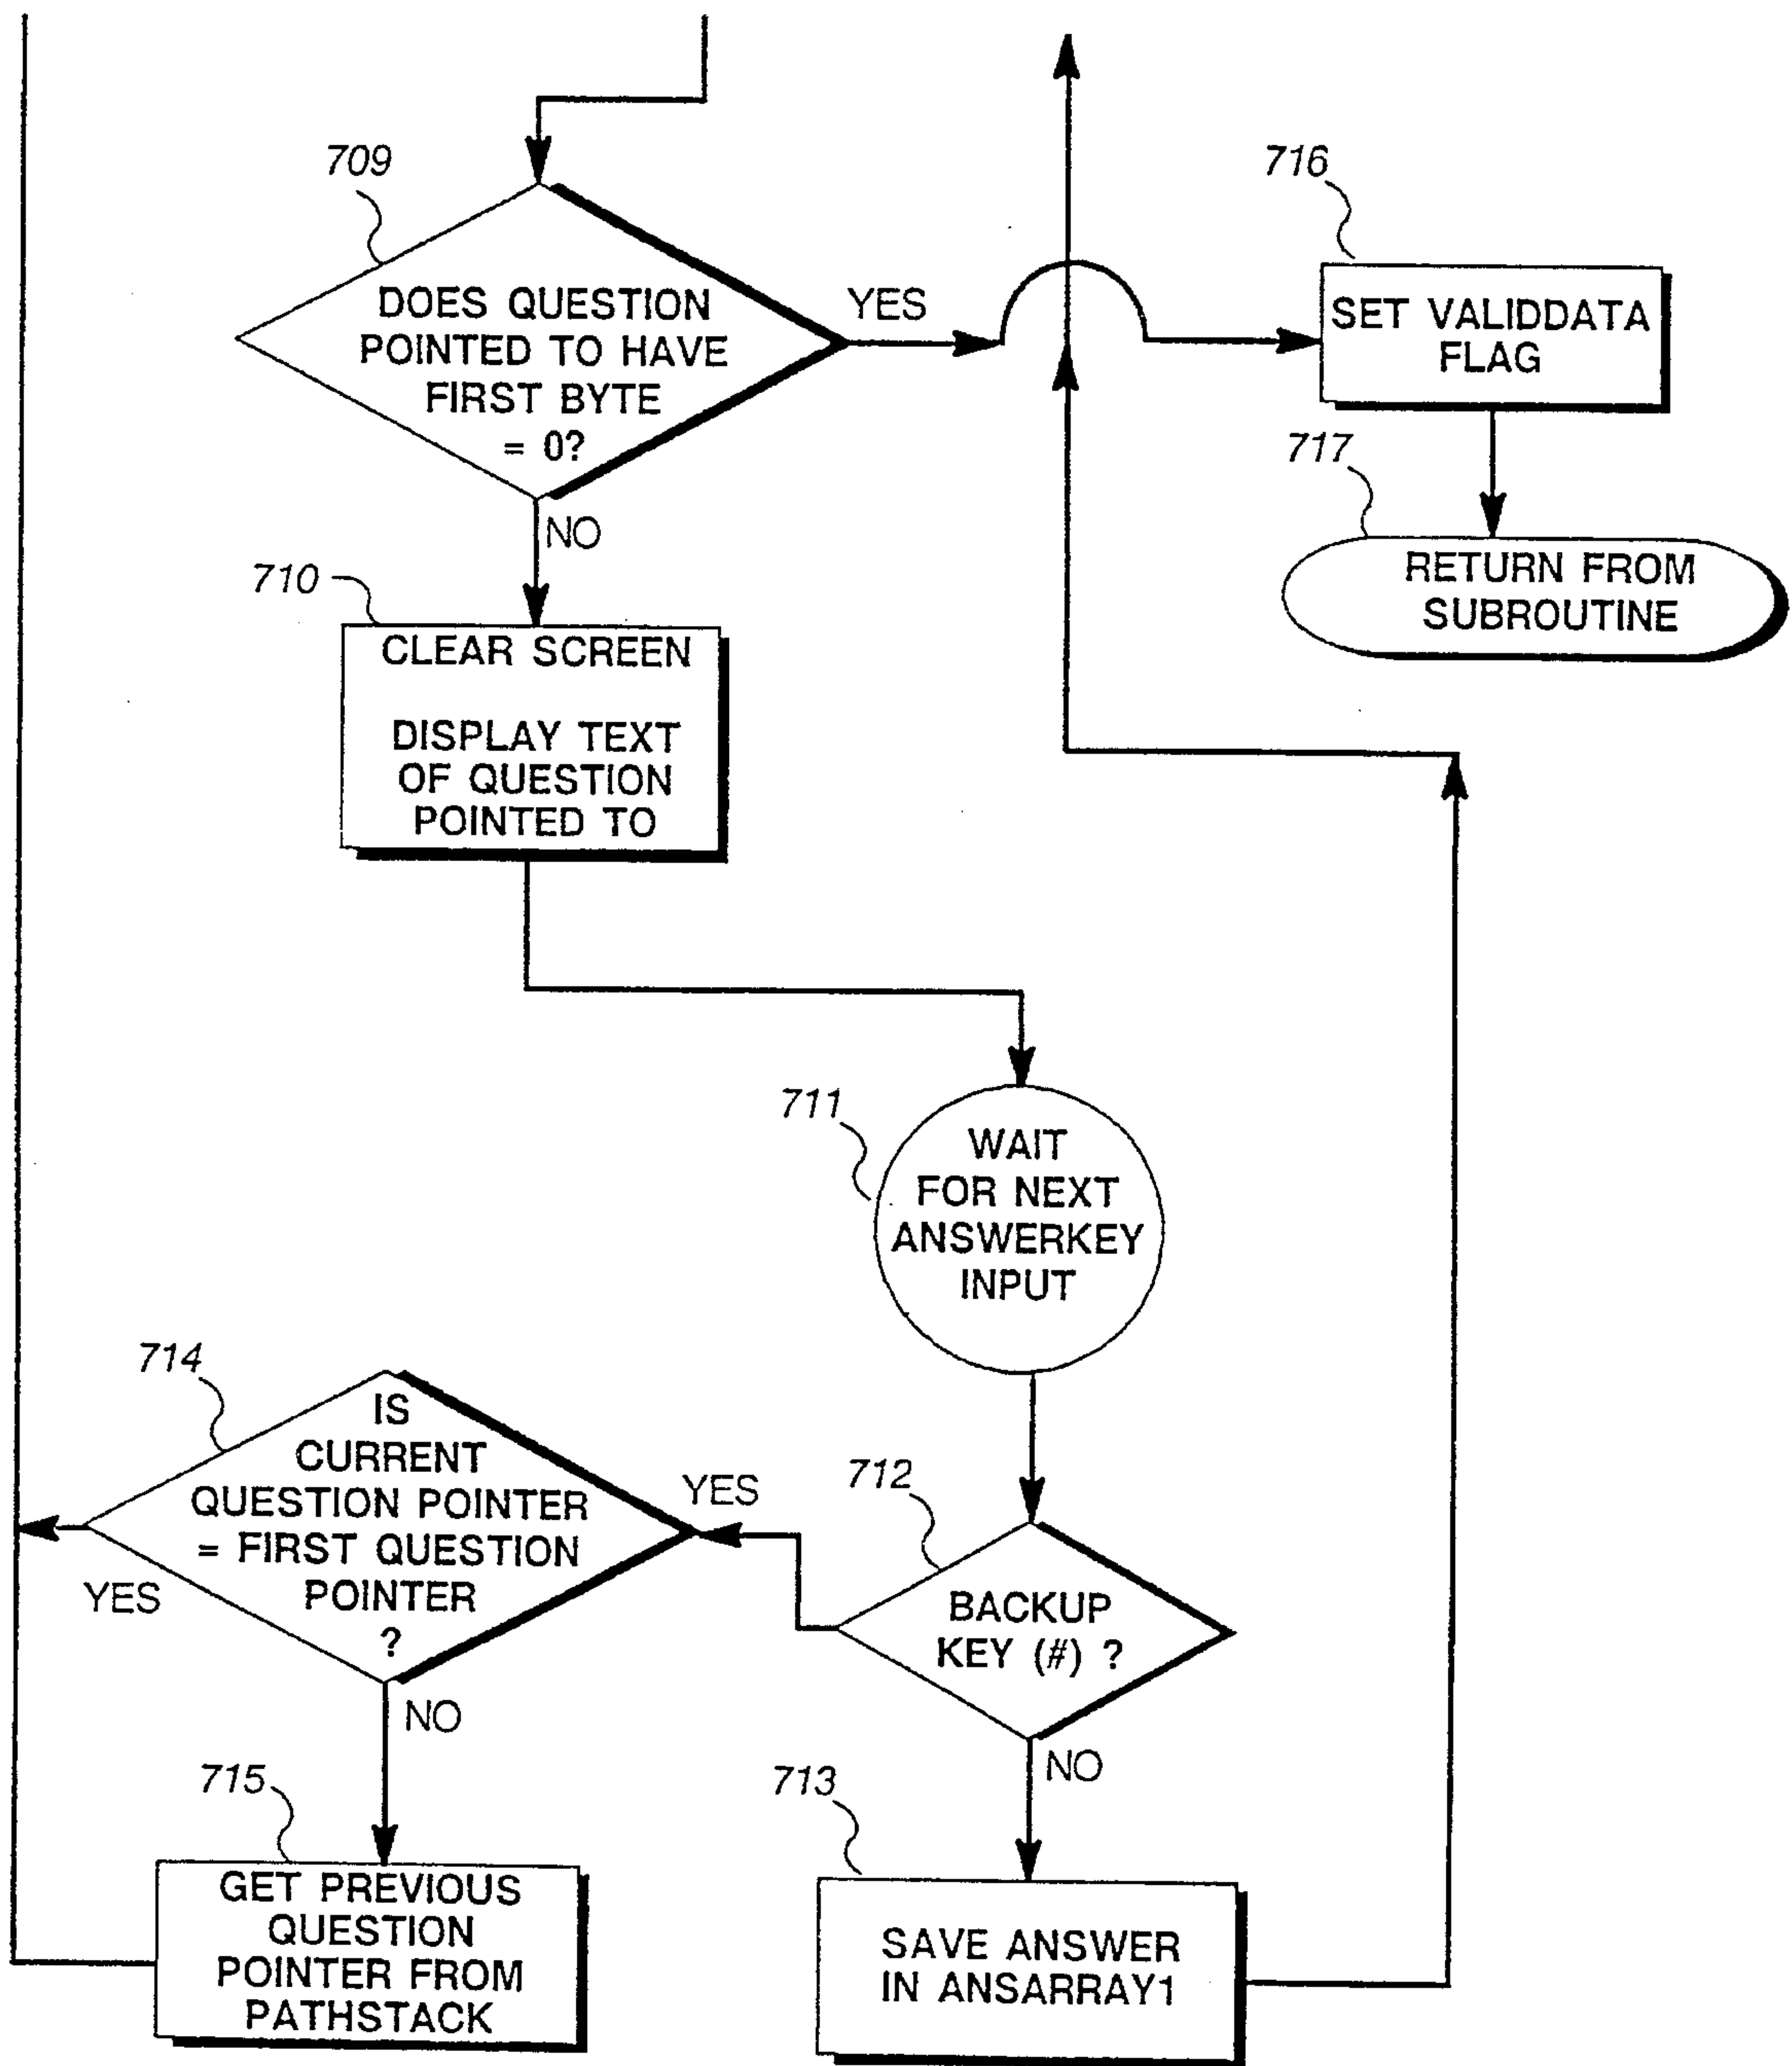 709
DOES QUESTION
POINTED TO HAVE
FIRST BYTE
= 0?
YES
NO
716
SET VALIDDATA
FLAG
717
RETURN FROM
SUBROUTINE
710
CLEAR SCREEN
DISPLAY TEXT
OF QUESTION
POINTED TO
711
WAIT
FOR NEXT
ANSWERKEY
INPUT
712
BACKUP
KEY (#) ?
YES
NO
714
IS
CURRENT
QUESTION POINTER
= FIRST QUESTION
POINTER
?
YES
NO
715
GET PREVIOUS
QUESTION
POINTER FROM
PATHSTACK
713
SAVE ANSWER
IN ANSARRAY1